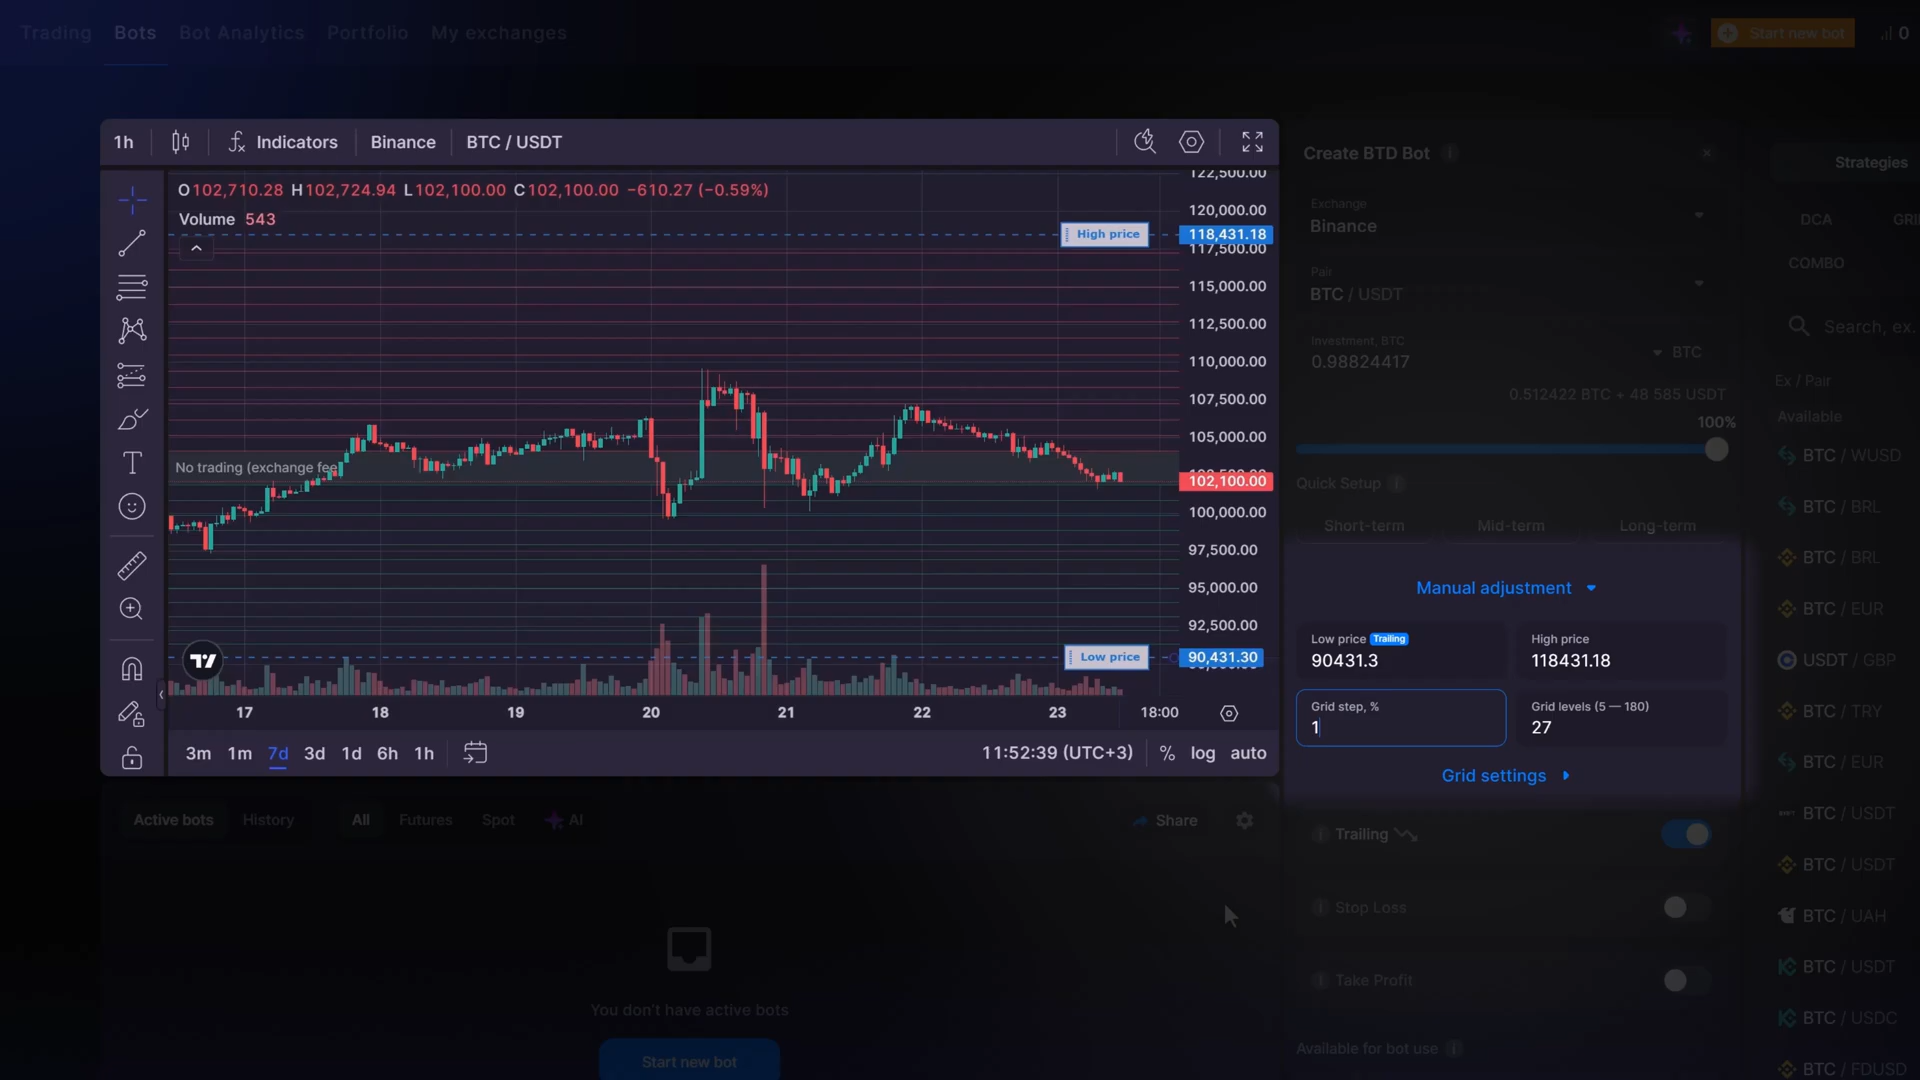 Trading Bots Bot Analytics Portfolio My exchanges
Start new bot 0
1h Indicators Binance BTC / USDT
O102,710.28 H102,724.94 L102,100.00 C102,100.00 −610.27 (−0.59%)
Volume 543
122,500.00
120,000.00
High price 118,431.18
117,500.00
115,000.00
112,500.00
110,000.00
107,500.00
105,000.00
No trading (exchange fee
102,100.00
100,000.00
97,500.00
95,000.00
92,500.00
Low price 90,431.30
17 18 19 20 21 22 23 18:00
3m 1m 7d 3d 1d 6h 1h
11:52:39 (UTC+3) % log auto
Create BTD Bot
Exchange
Binance
Pair
BTC / USDT
Investment, BTC
0.98824417 BTC
0.512422 BTC + 48 585 USDT
100%
Quick Setup
Short-term Mid-term Long-term
Manual adjustment
Low price Trailing
90431.3
High price
118431.18
Grid step, %
1
Grid levels (5 — 180)
27
Grid settings
Trailing
Stop Loss
Take Profit
Available for bot use
Strategies
DCA GRI
COMBO
Search, ex.
Ex / Pair
Available
BTC / WUSD
BTC / BRL
BTC / BRL
BTC / EUR
USDT / GBP
BTC / TRY
BTC / EUR
BTC / USDT
BTC / USDT
BTC / UAH
BTC / USDT
BTC / USDC
BTC / FDUSD
Active bots History All Futures Spot AI Share
You don't have active bots
Start new bot